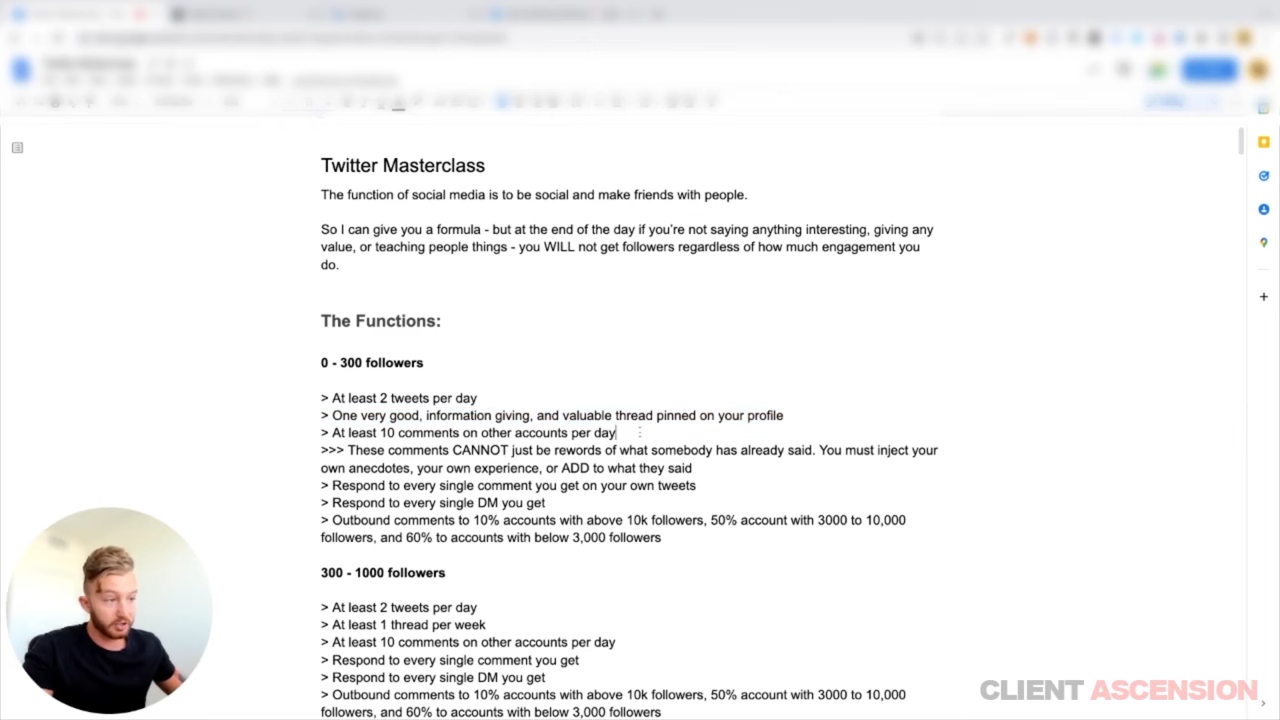 Twitter Masterclass
The function of social media is to be social and make friends with people.
So I can give you a formula - but at the end of the day if you're not saying anything interesting, giving any
value, or teaching people things - you WILL not get followers regardless of how much engagement you
do.
The Functions:
0 - 300 followers
> At least 2 tweets per day
> One very good, information giving, and valuable thread pinned on your profile
> At least 10 comments on other accounts per day
>>> These comments CANNOT just be rewords of what somebody has already said. You must inject your
own anecdotes, your own experience, or ADD to what they said
> Respond to every single comment you get on your own tweets
> Respond to every single DM you get
> Outbound comments to 10% accounts with above 10k followers, 50% account with 3000 to 10,000
followers, and 60% to accounts with below 3,000 followers
300 - 1000 followers
> At least 2 tweets per day
> At least 1 thread per week
> At least 10 comments on other accounts per day
> Respond to every single comment you get
> Respond to every single DM you get
> Outbound comments to 10% accounts with above 10k followers, 50% account with 3000 to 10,000
followers, and 60% to accounts with below 3,000 followers
CLIENT ASCENSION